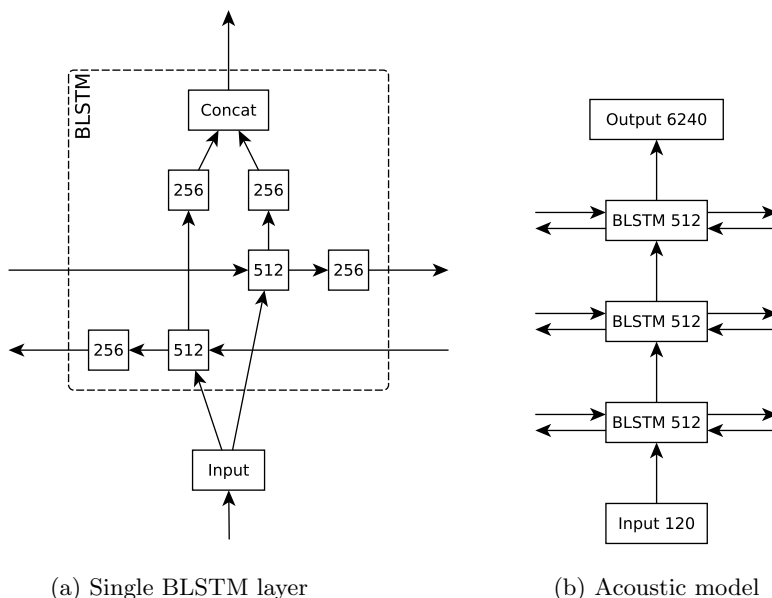 BLSTM
Concat
256
256
512
256
256
512
Input
(a) Single BLSTM layer
Output 6240
BLSTM 512
BLSTM 512
BLSTM 512
Input 120
(b) Acoustic model